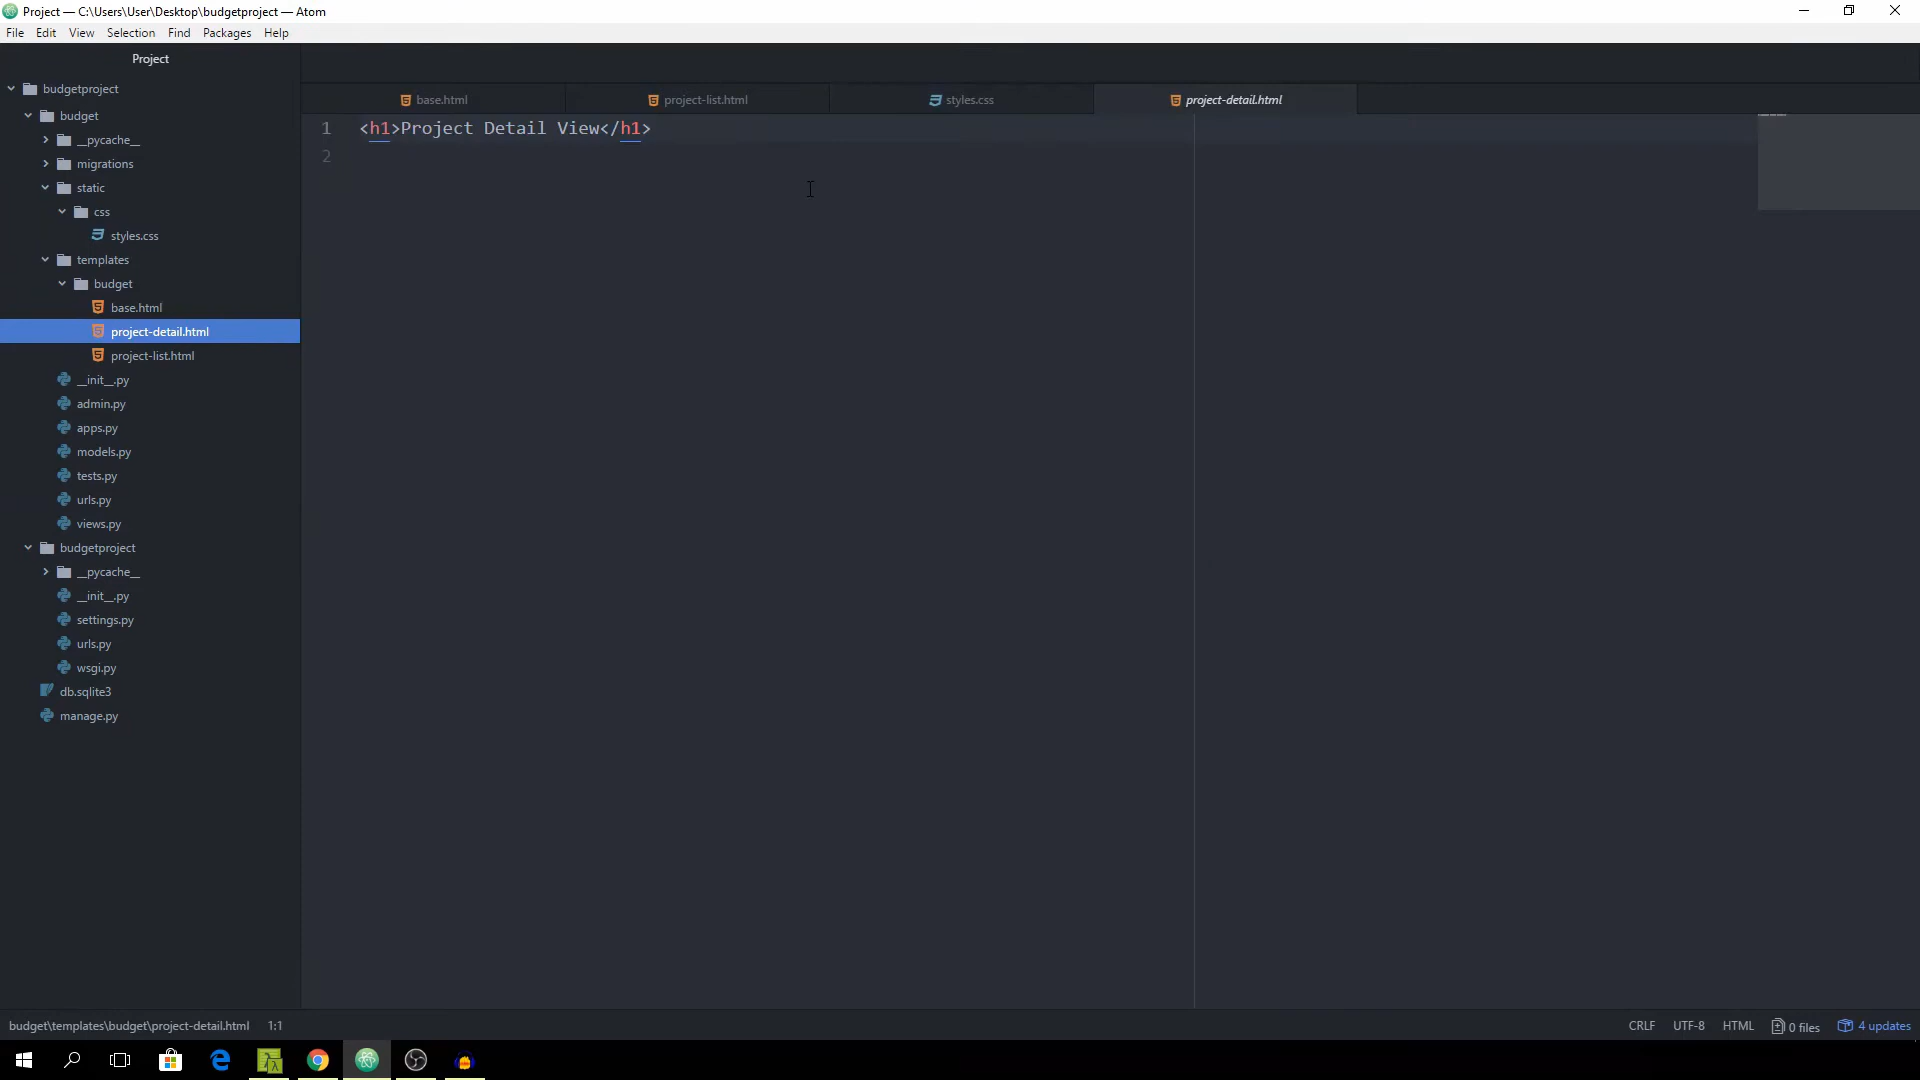 Project — C:\Users\User\Desktop\budgetproject — Atom
File Edit View Selection Find Packages Help
Project
budgetproject
budget
__pycache__
migrations
static
css
styles.css
templates
budget
base.html
project-detail.html
project-list.html
__init__.py
admin.py
apps.py
models.py
tests.py
urls.py
views.py
budgetproject
__pycache__
__init__.py
settings.py
urls.py
wsgi.py
db.sqlite3
manage.py
base.html project-list.html styles.css project-detail.html
1 <h1>Project Detail View</h1>
2
budget\templates\budget\project-detail.html 1:1 CRLF UTF-8 HTML 0 files 4 updates